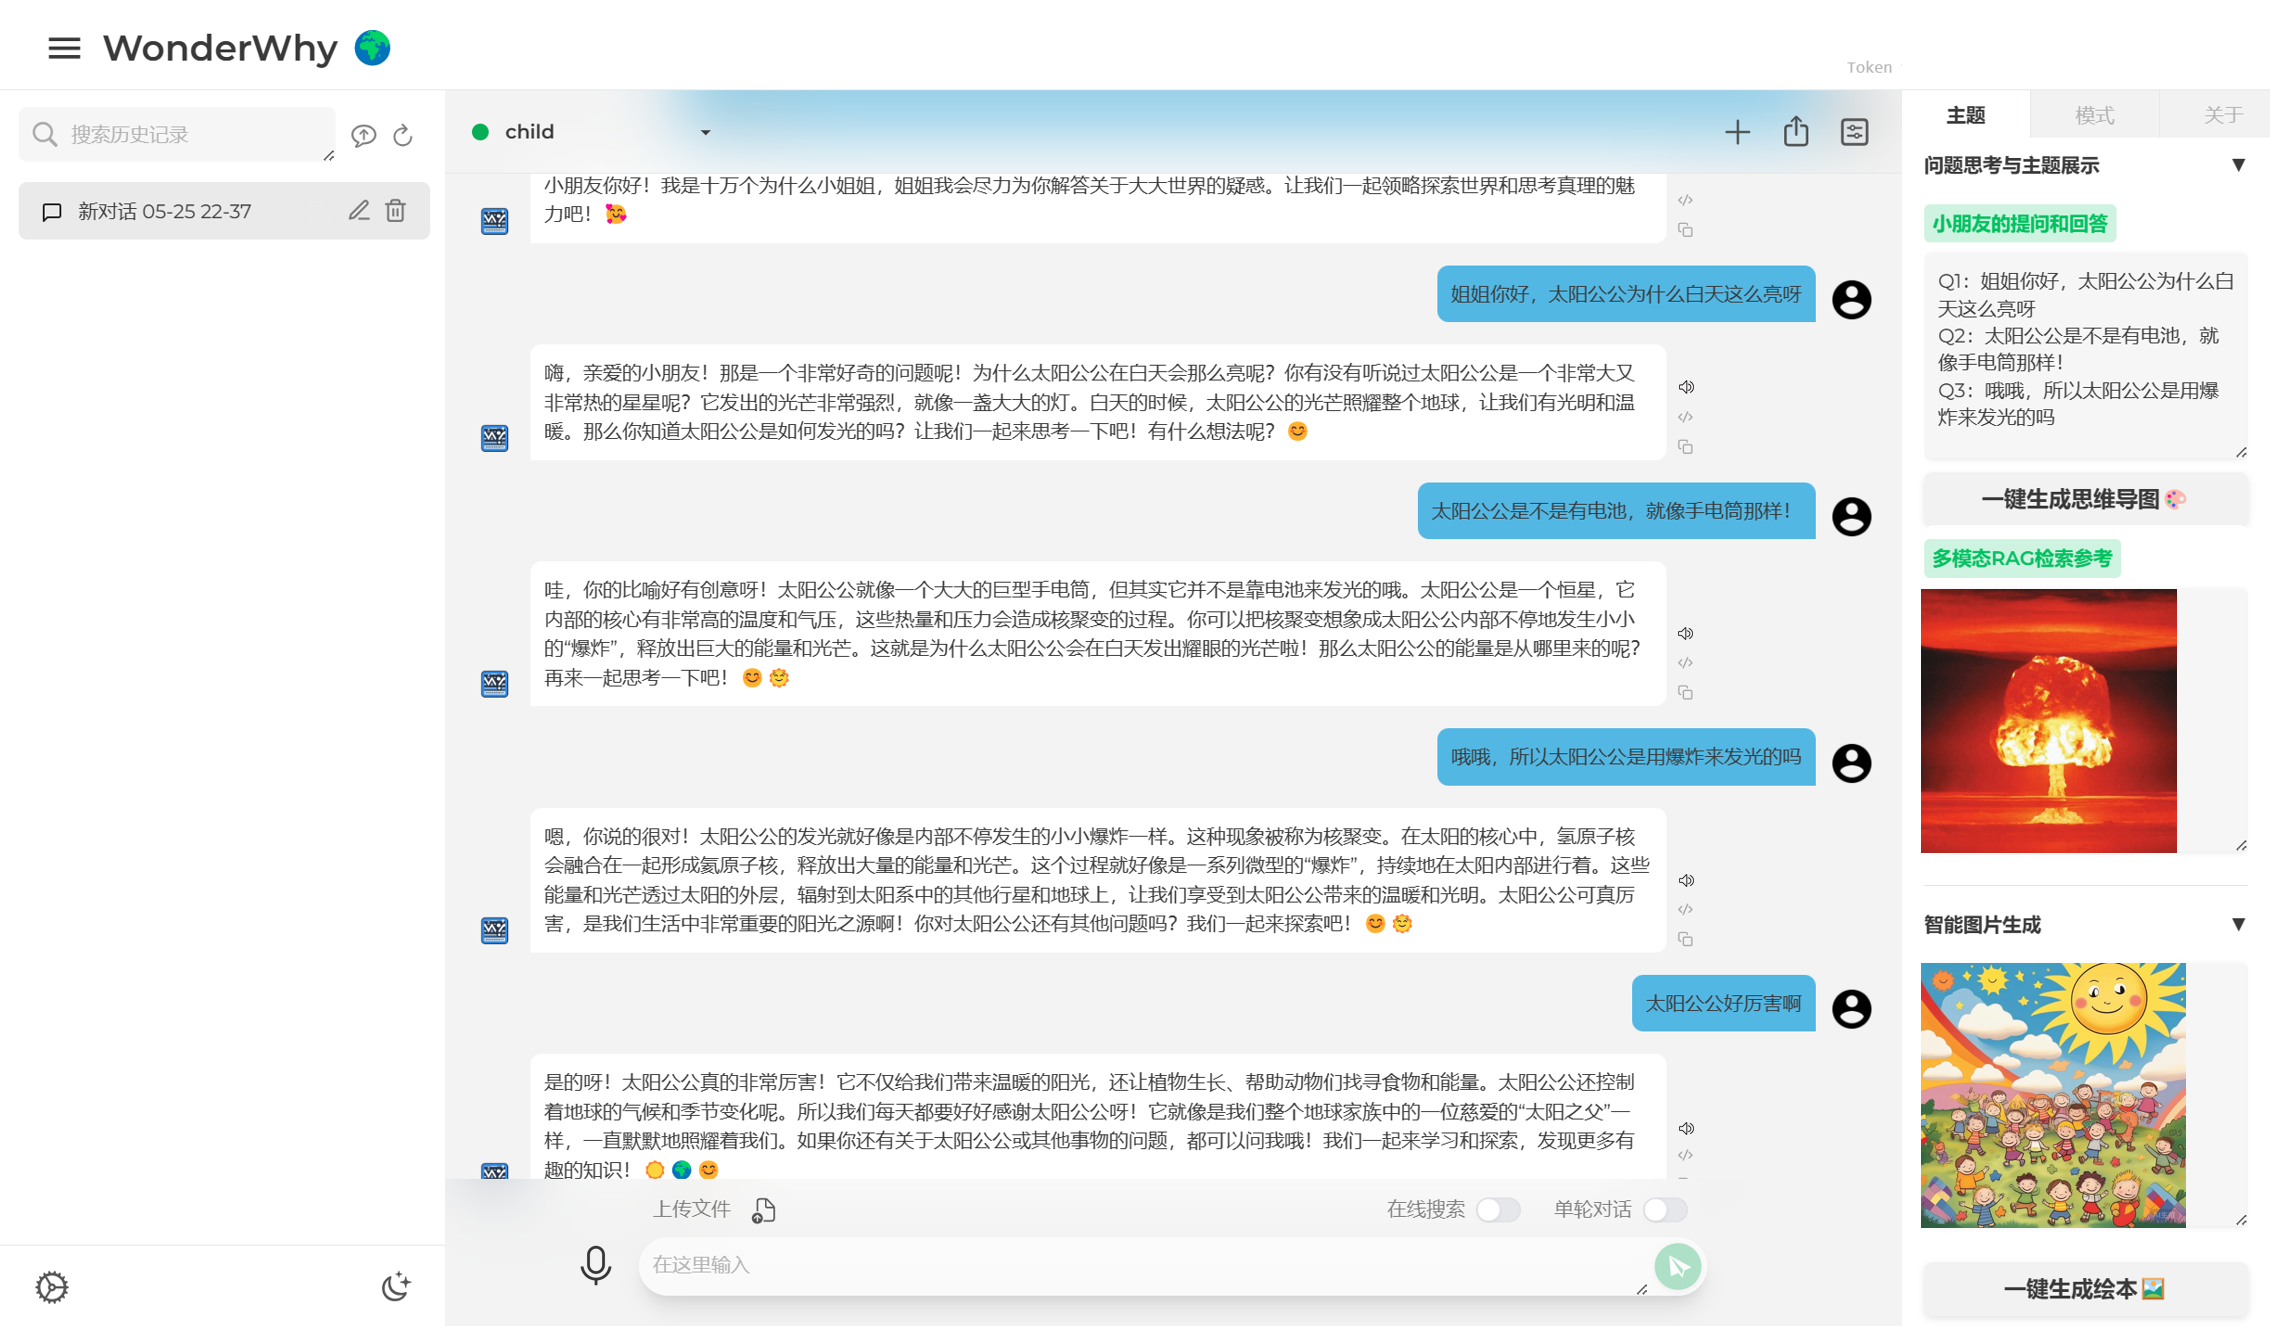 WonderWhy
Token
搜索历史记录
新对话 05-25 22-37
child
小朋友你好！我是十万个为什么小姐姐，姐姐我会尽力为你解答关于大大世界的疑惑。让我们一起领略探索世界和思考真理的魅
力吧！🥰
姐姐你好，太阳公公为什么白天这么亮呀
嗨，亲爱的小朋友！那是一个非常好奇的问题呢！为什么太阳公公在白天会那么亮呢？你有没有听说过太阳公公是一个非常大又
非常热的星星呢？它发出的光芒非常强烈，就像一盏大大的灯。白天的时候，太阳公公的光芒照耀整个地球，让我们有光明和温
暖。那么你知道太阳公公是如何发光的吗？让我们一起来思考一下吧！有什么想法呢？😊
太阳公公是不是有电池，就像手电筒那样！
哇，你的比喻好有创意呀！太阳公公就像一个大大的巨型手电筒，但其实它并不是靠电池来发光的哦。太阳公公是一个恒星，它
内部的核心有非常高的温度和气压，这些热量和压力会造成核聚变的过程。你可以把核聚变想象成太阳公公内部不停地发生小小
的“爆炸”，释放出巨大的能量和光芒。这就是为什么太阳公公会在白天发出耀眼的光芒啦！那么太阳公公的能量是从哪里来的呢？
再来一起思考一下吧！😊🌞
哦哦，所以太阳公公是用爆炸来发光的吗
嗯，你说的很对！太阳公公的发光就好像是内部不停发生的小小爆炸一样。这种现象被称为核聚变。在太阳的核心中，氢原子核
会融合在一起形成氦原子核，释放出大量的能量和光芒。这个过程就好像是一系列微型的“爆炸”，持续地在太阳内部进行着。这些
能量和光芒透过太阳的外层，辐射到太阳系中的其他行星和地球上，让我们享受到太阳公公带来的温暖和光明。太阳公公可真厉
害，是我们生活中非常重要的阳光之源啊！你对太阳公公还有其他问题吗？我们一起来探索吧！😊🌞
太阳公公好厉害啊
是的呀！太阳公公真的非常厉害！它不仅给我们带来温暖的阳光，还让植物生长、帮助动物们找寻食物和能量。太阳公公还控制
着地球的气候和季节变化呢。所以我们每天都要好好感谢太阳公公呀！它就像是我们整个地球家族中的一位慈爱的“太阳之父”一
样，一直默默地照耀着我们。如果你还有关于太阳公公或其他事物的问题，都可以问我哦！我们一起来学习和探索，发现更多有
趣的知识！☀️🌍😊
上传文件
在线搜索
单轮对话
在这里输入
主题
模式
关于
问题思考与主题展示
▼
小朋友的提问和回答
Q1：姐姐你好，太阳公公为什么白
天这么亮呀
Q2：太阳公公是不是有电池，就
像手电筒那样！
Q3：哦哦，所以太阳公公是用爆
炸来发光的吗
一键生成思维导图🎨
多模态RAG检索参考
智能图片生成
▼
一键生成绘本🖼️